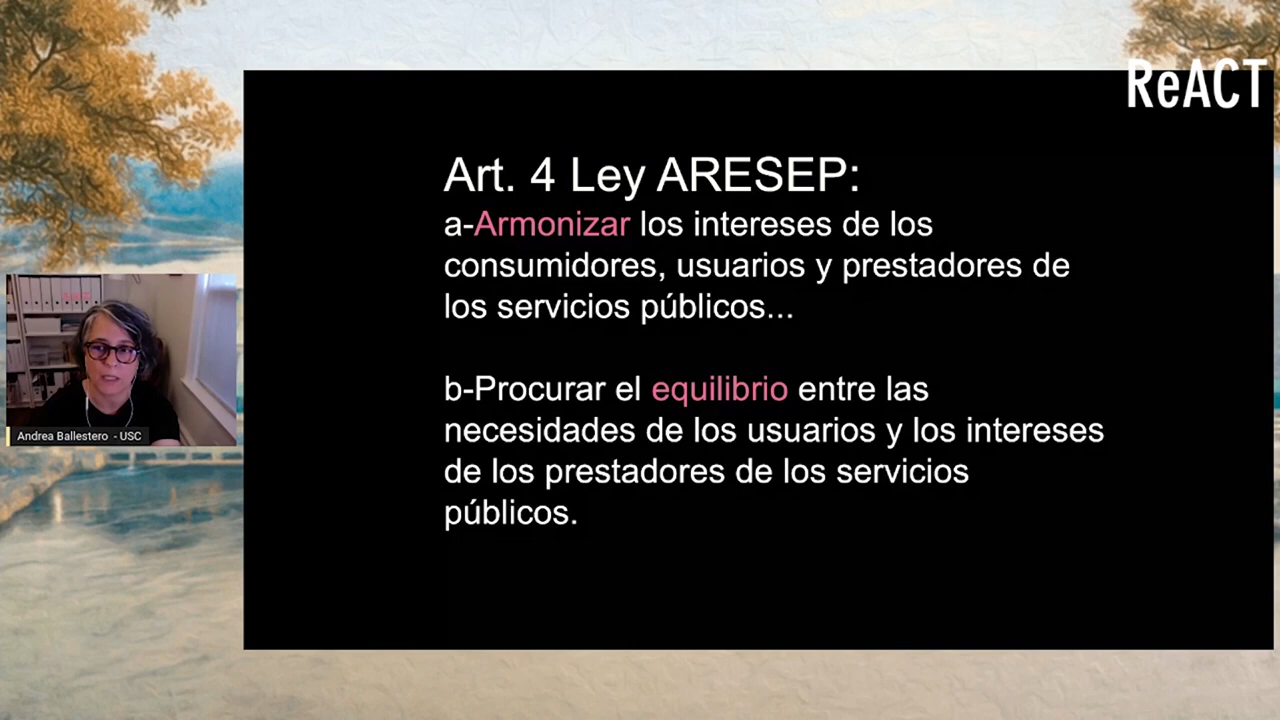 ReACT
Art. 4 Ley ARESEP:
a-Armonizar los intereses de los
consumidores, usuarios y prestadores de
los servicios públicos...
b-Procurar el equilibrio entre las
necesidades de los usuarios y los intereses
de los prestadores de los servicios
públicos.
Andrea Ballestero - USC